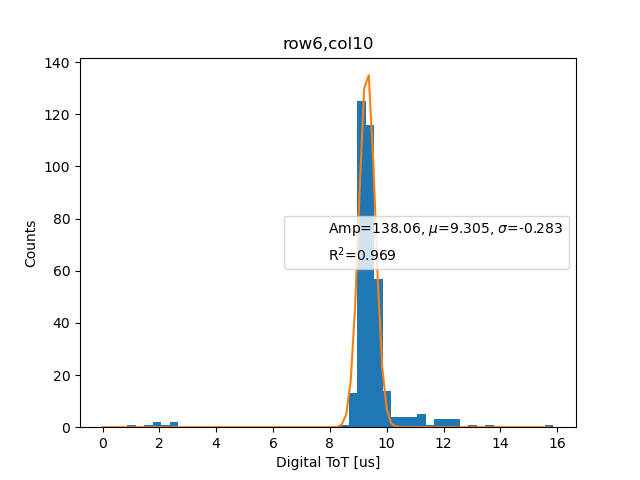 row6,col10
140
120
100
80
60
40
20
0
Counts
Amp=138.06, μ=9.305, σ=-0.283
R²=0.969
0 2 4 6 8 10 12 14 16
Digital ToT [us]